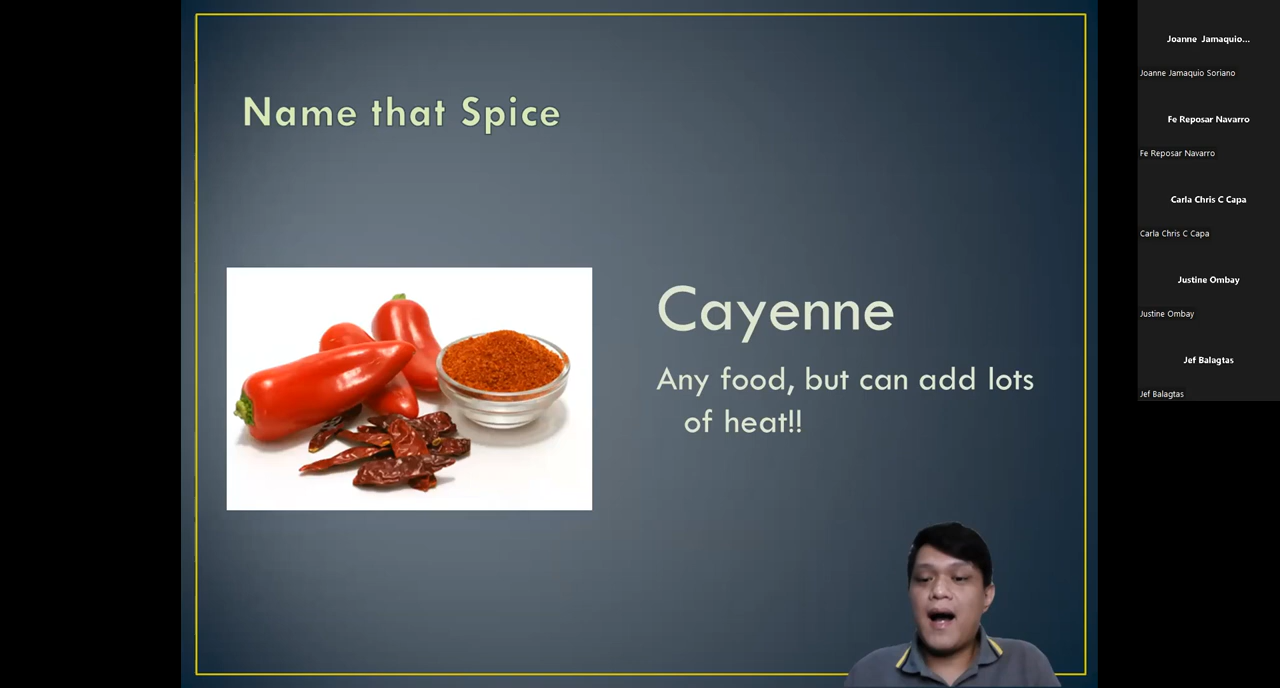 Name that Spice
Cayenne
Any food, but can add lots
of heat!!
Joanne Jamaquio...
Joanne Jamaquio Soriano
Fe Reposar Navarro
Fe Reposar Navarro
Carla Chris C Capa
Carla Chris C Capa
Justine Ombay
Justine Ombay
Jef Balagtas
Jef Balagtas